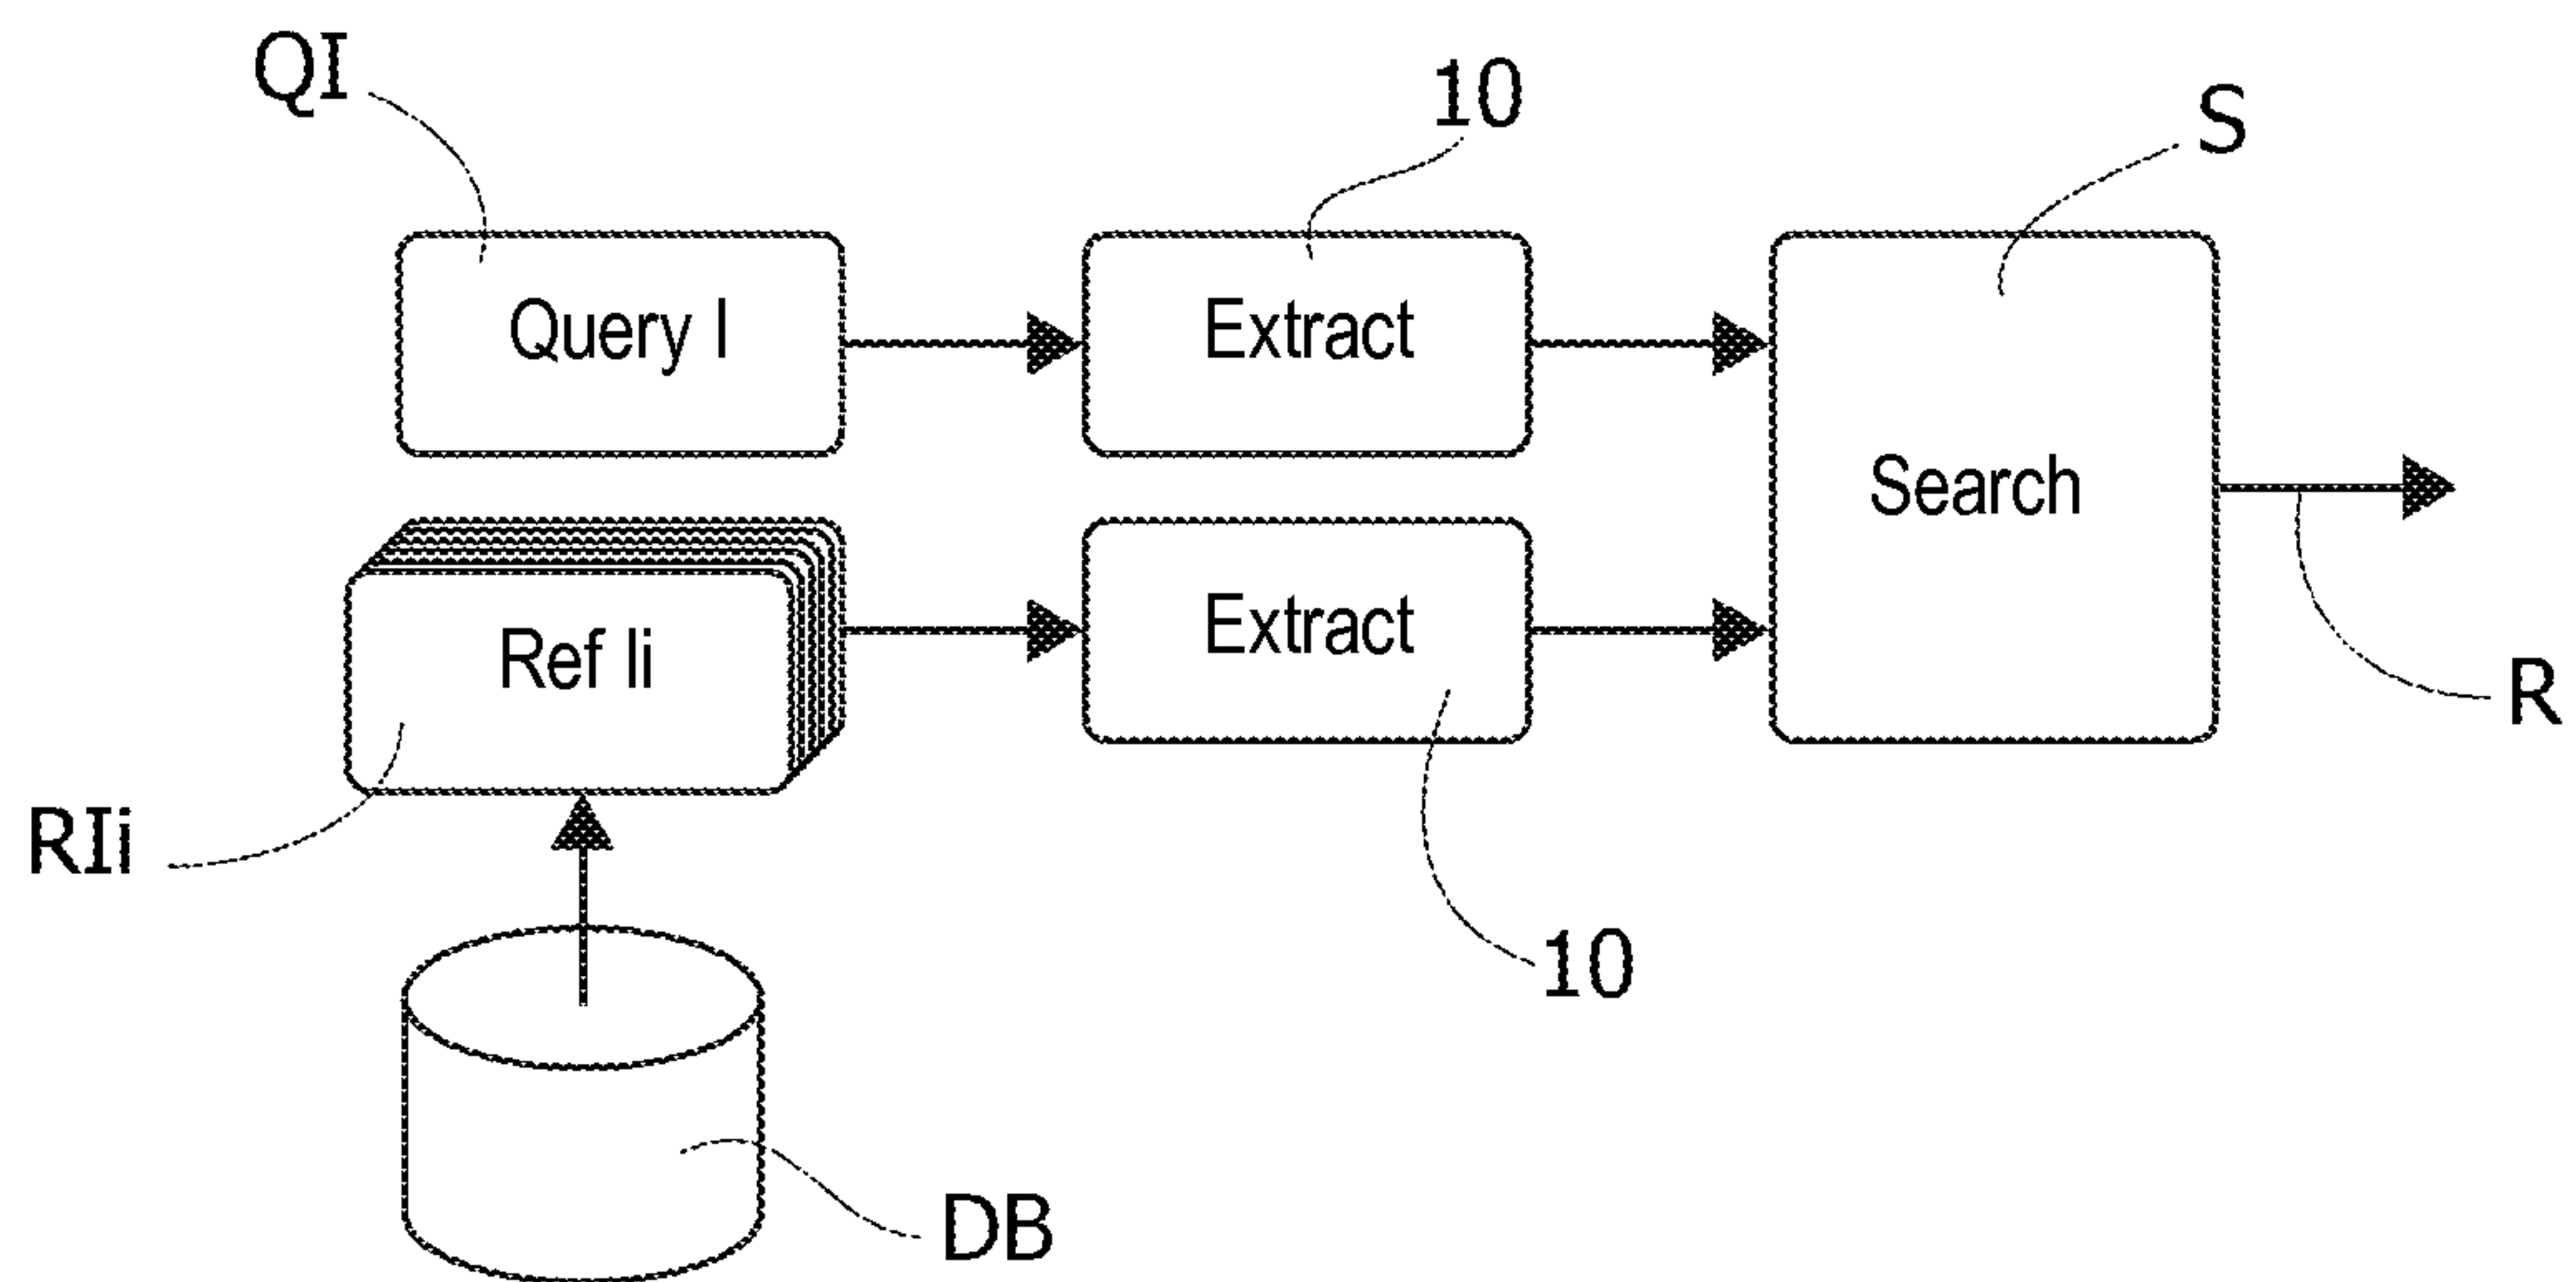 QI
10
S
Query I
Extract
Search
Ref Ii
Extract
R
RIi
10
DB